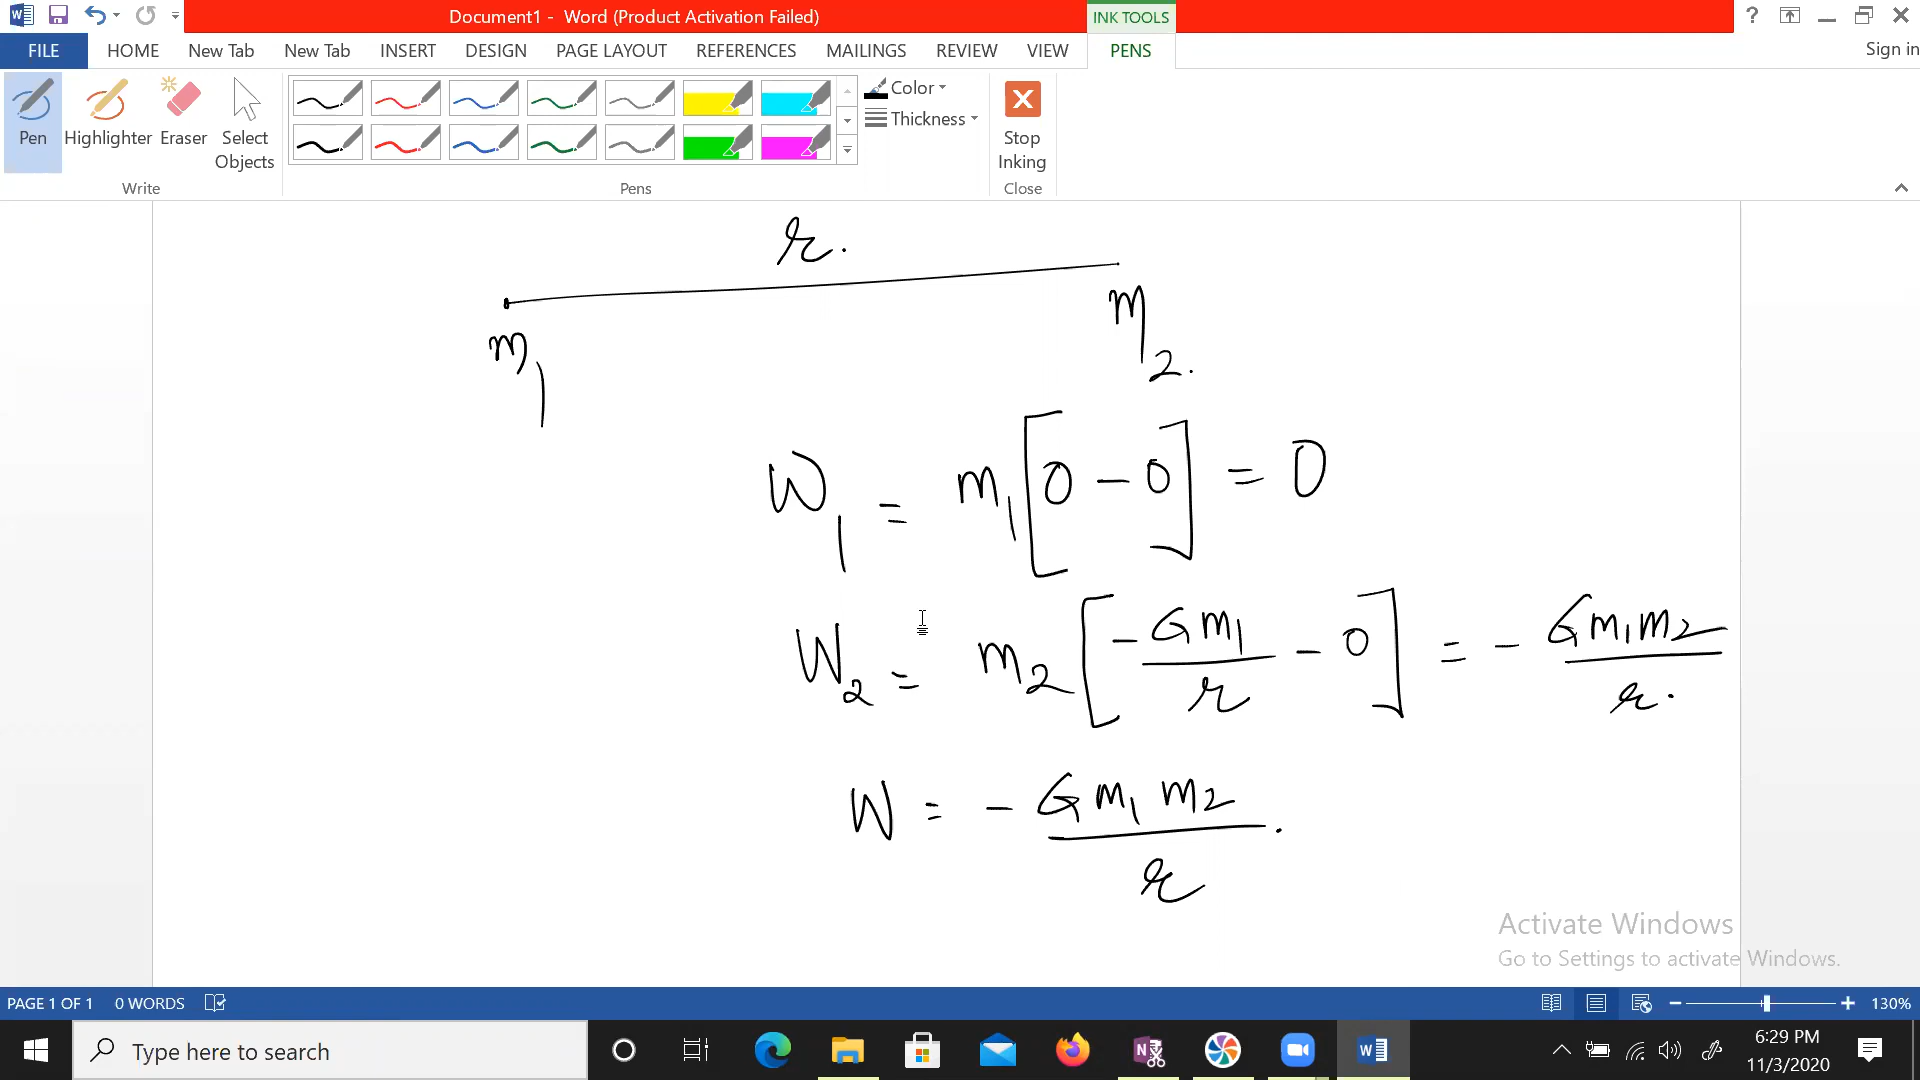 Document1 - Word (Product Activation Failed)
INK TOOLS
?
FILE HOME New Tab New Tab INSERT DESIGN PAGE LAYOUT REFERENCES MAILINGS REVIEW VIEW PENS Sign in
Pen Highlighter Eraser Select Objects
Color
Thickness
Stop Inking
Write Pens Close
r.
m1 m2.
W1 = m1[0 - 0] = 0
W2 = m2[-Gm1/r - 0] = - Gm1m2/r.
W = - Gm1 m2/r.
Activate Windows
Go to Settings to activate Windows.
PAGE 1 OF 1 0 WORDS 130%
Type here to search
6:29 PM
11/3/2020